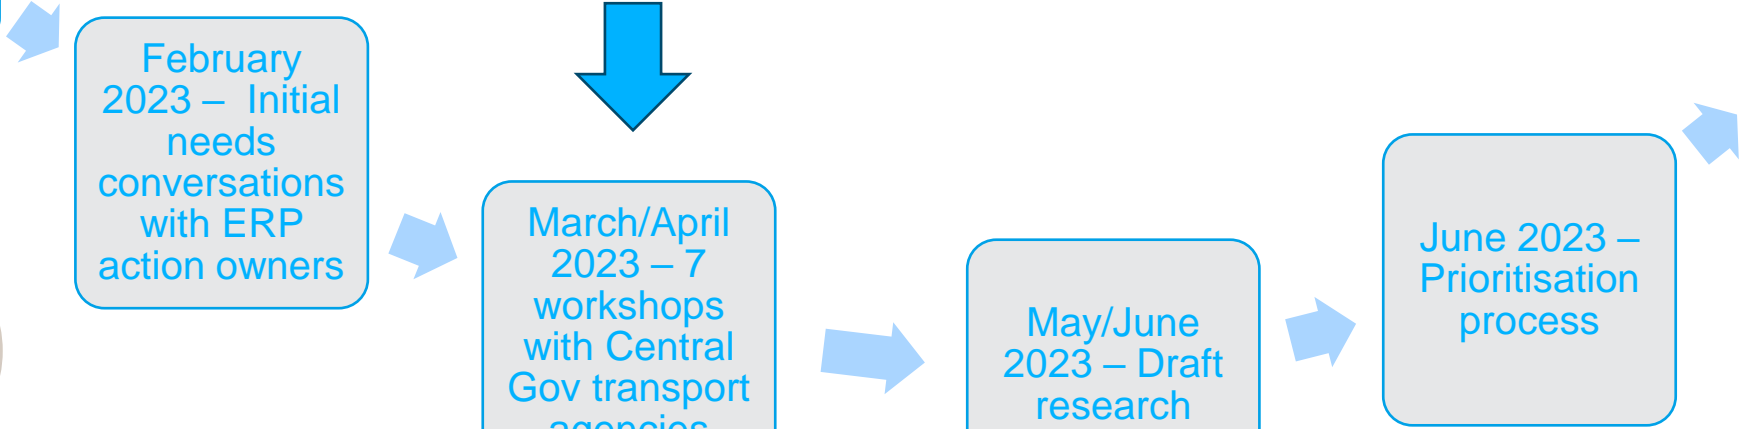 February
2023 – Initial
needs
conversations
with ERP
action owners
March/April
2023 – 7
workshops
with Central
Gov transport
agencies
May/June
2023 – Draft
research
June 2023 –
Prioritisation
process